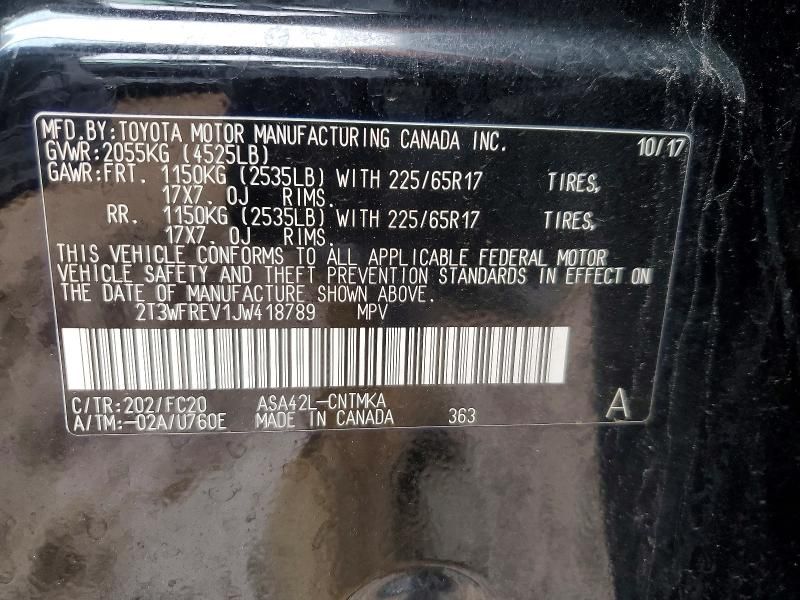 MFD.BY:TOYOTA MOTOR MANUFACTURING CANADA INC. 10/17
GVWR:2055KG (4525LB)
GAWR:FRT. 1150KG (2535LB) WITH 225/65R17 TIRES,
17X7. 0J RIMS.
RR. 1150KG (2535LB) WITH 225/65R17 TIRES,
17X7. 0J RIMS.
THIS VEHICLE CONFORMS TO ALL APPLICABLE FEDERAL MOTOR
VEHICLE SAFETY AND THEFT PREVENTION STANDARDS IN EFFECT ON
THE DATE OF MANUFACTURE SHOWN ABOVE.
2T3WFREV1JW418789 MPV
C/TR:202/FC20 ASA42L-CNTMKA
A/TM:-02A/U760E MADE IN CANADA 363 A